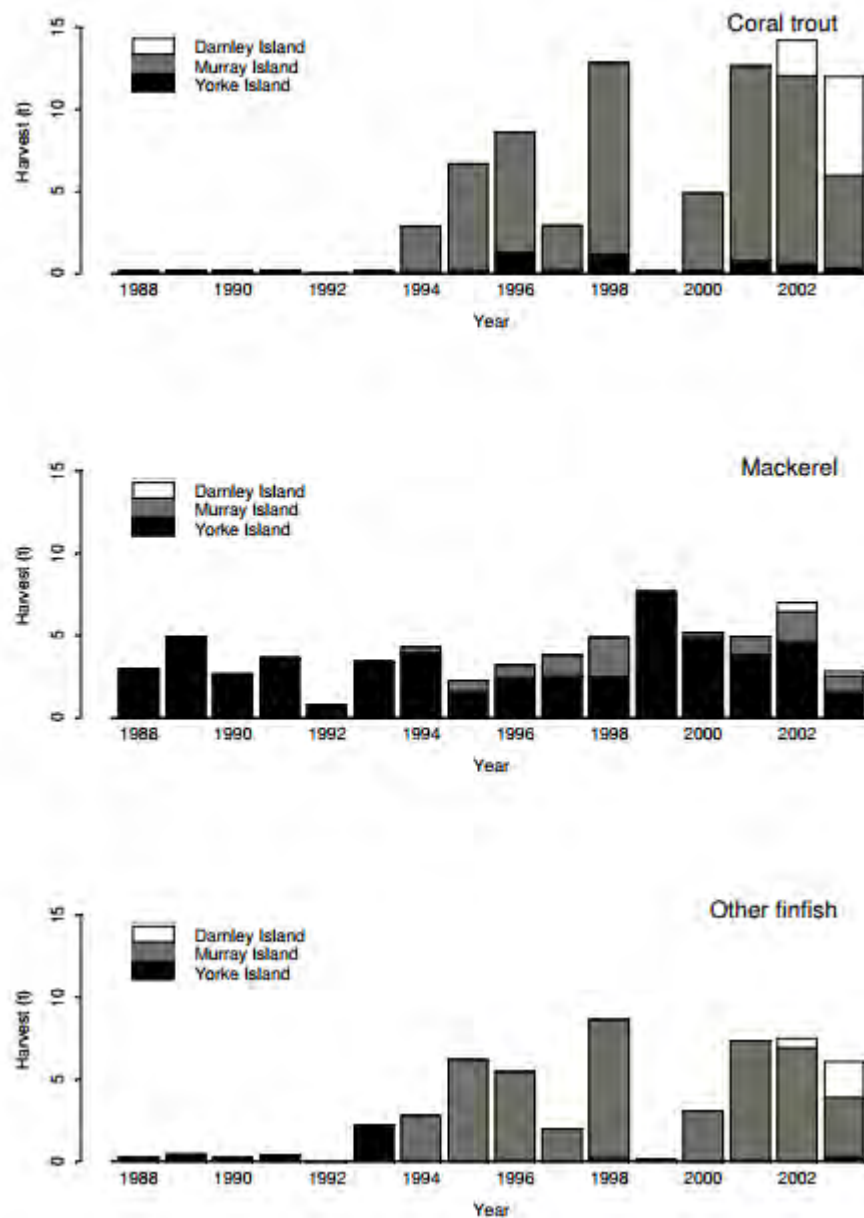 Coral trout
15
10
5
0
Harvest (t)
Darnley Island
Murray Island
Yorke Island
1988 1990 1992 1994 1996 1998 2000 2002
Year
Mackerel
15
10
5
0
Harvest (t)
Darnley Island
Murray Island
Yorke Island
1988 1990 1992 1994 1996 1998 2000 2002
Year
Other finfish
15
10
5
0
Harvest (t)
Darnley Island
Murray Island
Yorke Island
1988 1990 1992 1994 1996 1998 2000 2002
Year